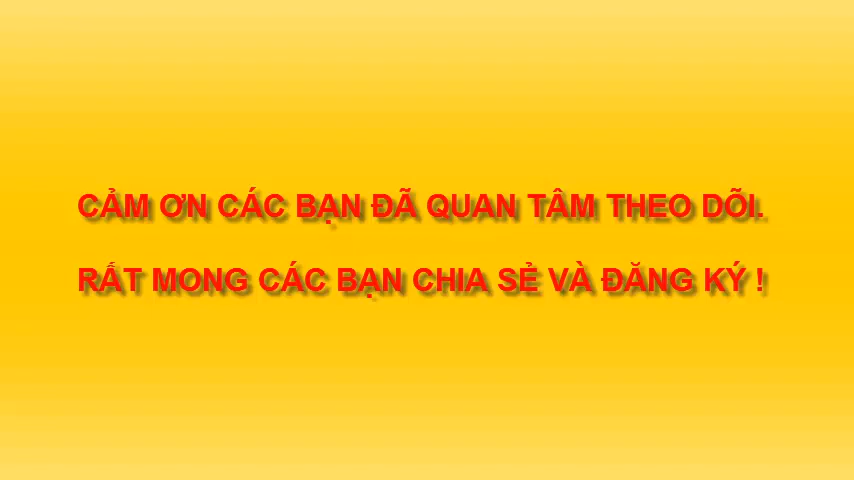 CẢM ƠN CÁC BẠN ĐÃ QUAN TÂM THEO DÕI.
RẤT MONG CÁC BẠN CHIA SẺ VÀ ĐĂNG KÝ !